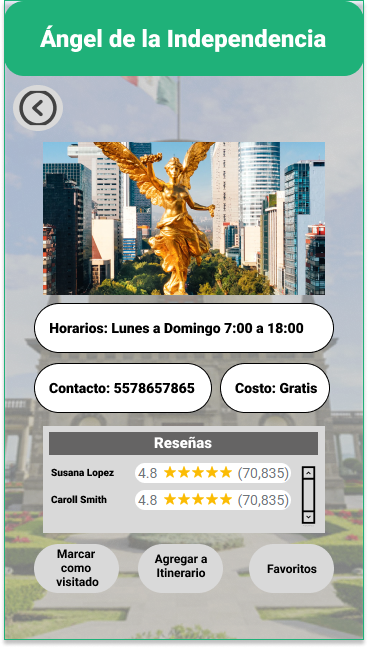 Ángel de la Independencia
Horarios: Lunes a Domingo 7:00 a 18:00
Contacto: 5578657865
Costo: Gratis
Reseñas
Susana Lopez 4.8 (70,835)
Caroll Smith 4.8 (70,835)
Marcar
como
visitado
Agregar a
Itinerario
Favoritos